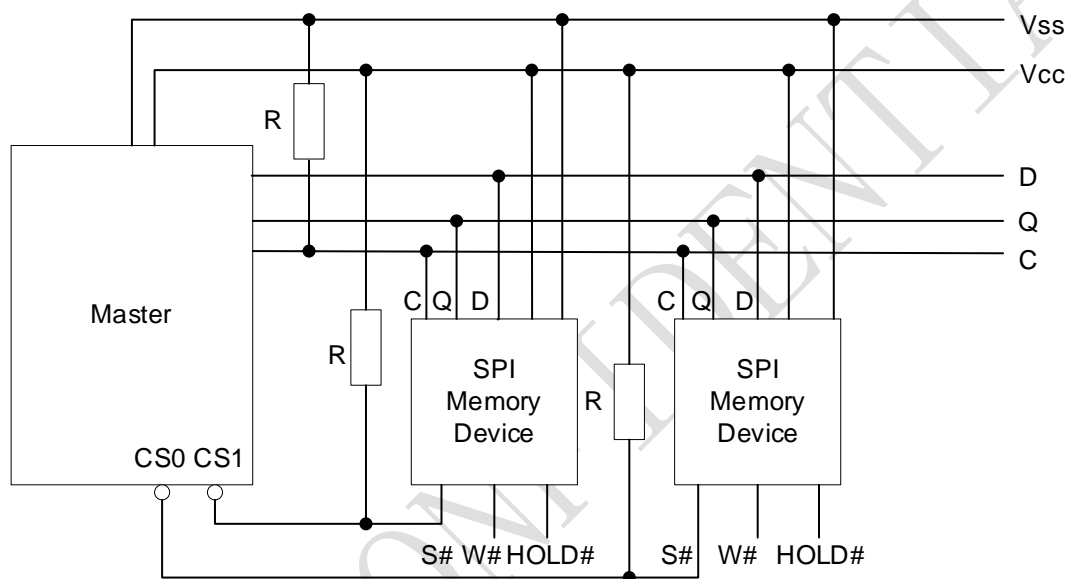 Vss
Vcc
R
D
Q
C
C Q D
C Q D
Master
R
SPI
Memory
Device
R
SPI
Memory
Device
CS0 CS1
S# W# HOLD#
S# W# HOLD#